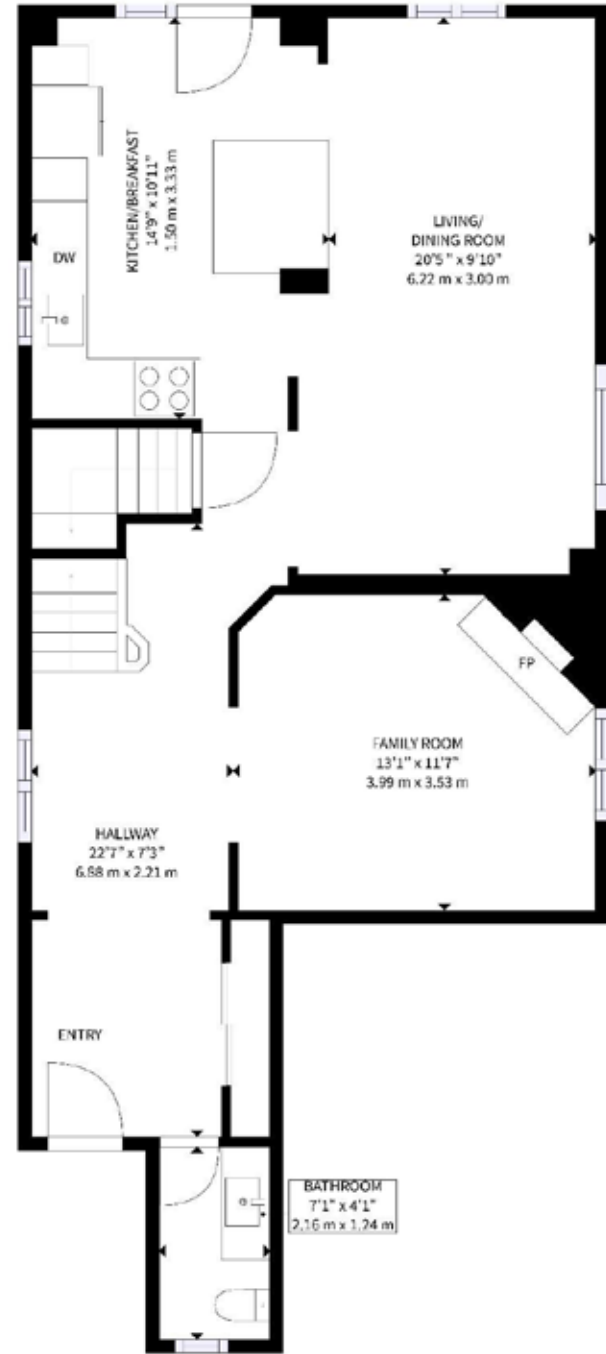 KITCHEN/BREAKFAST
14'9" x 10'11"
1.50 m x 3.33 m
LIVING/
DINING ROOM
20'5" x 9'10"
6.22 m x 3.00 m
DW
FP
FAMILY ROOM
13'1" x 11'7"
3.99 m x 3.53 m
HALLWAY
22'7" x 7'3"
6.88 m x 2.21 m
ENTRY
BATHROOM
7'1" x 4'1"
2.16 m x 1.24 m